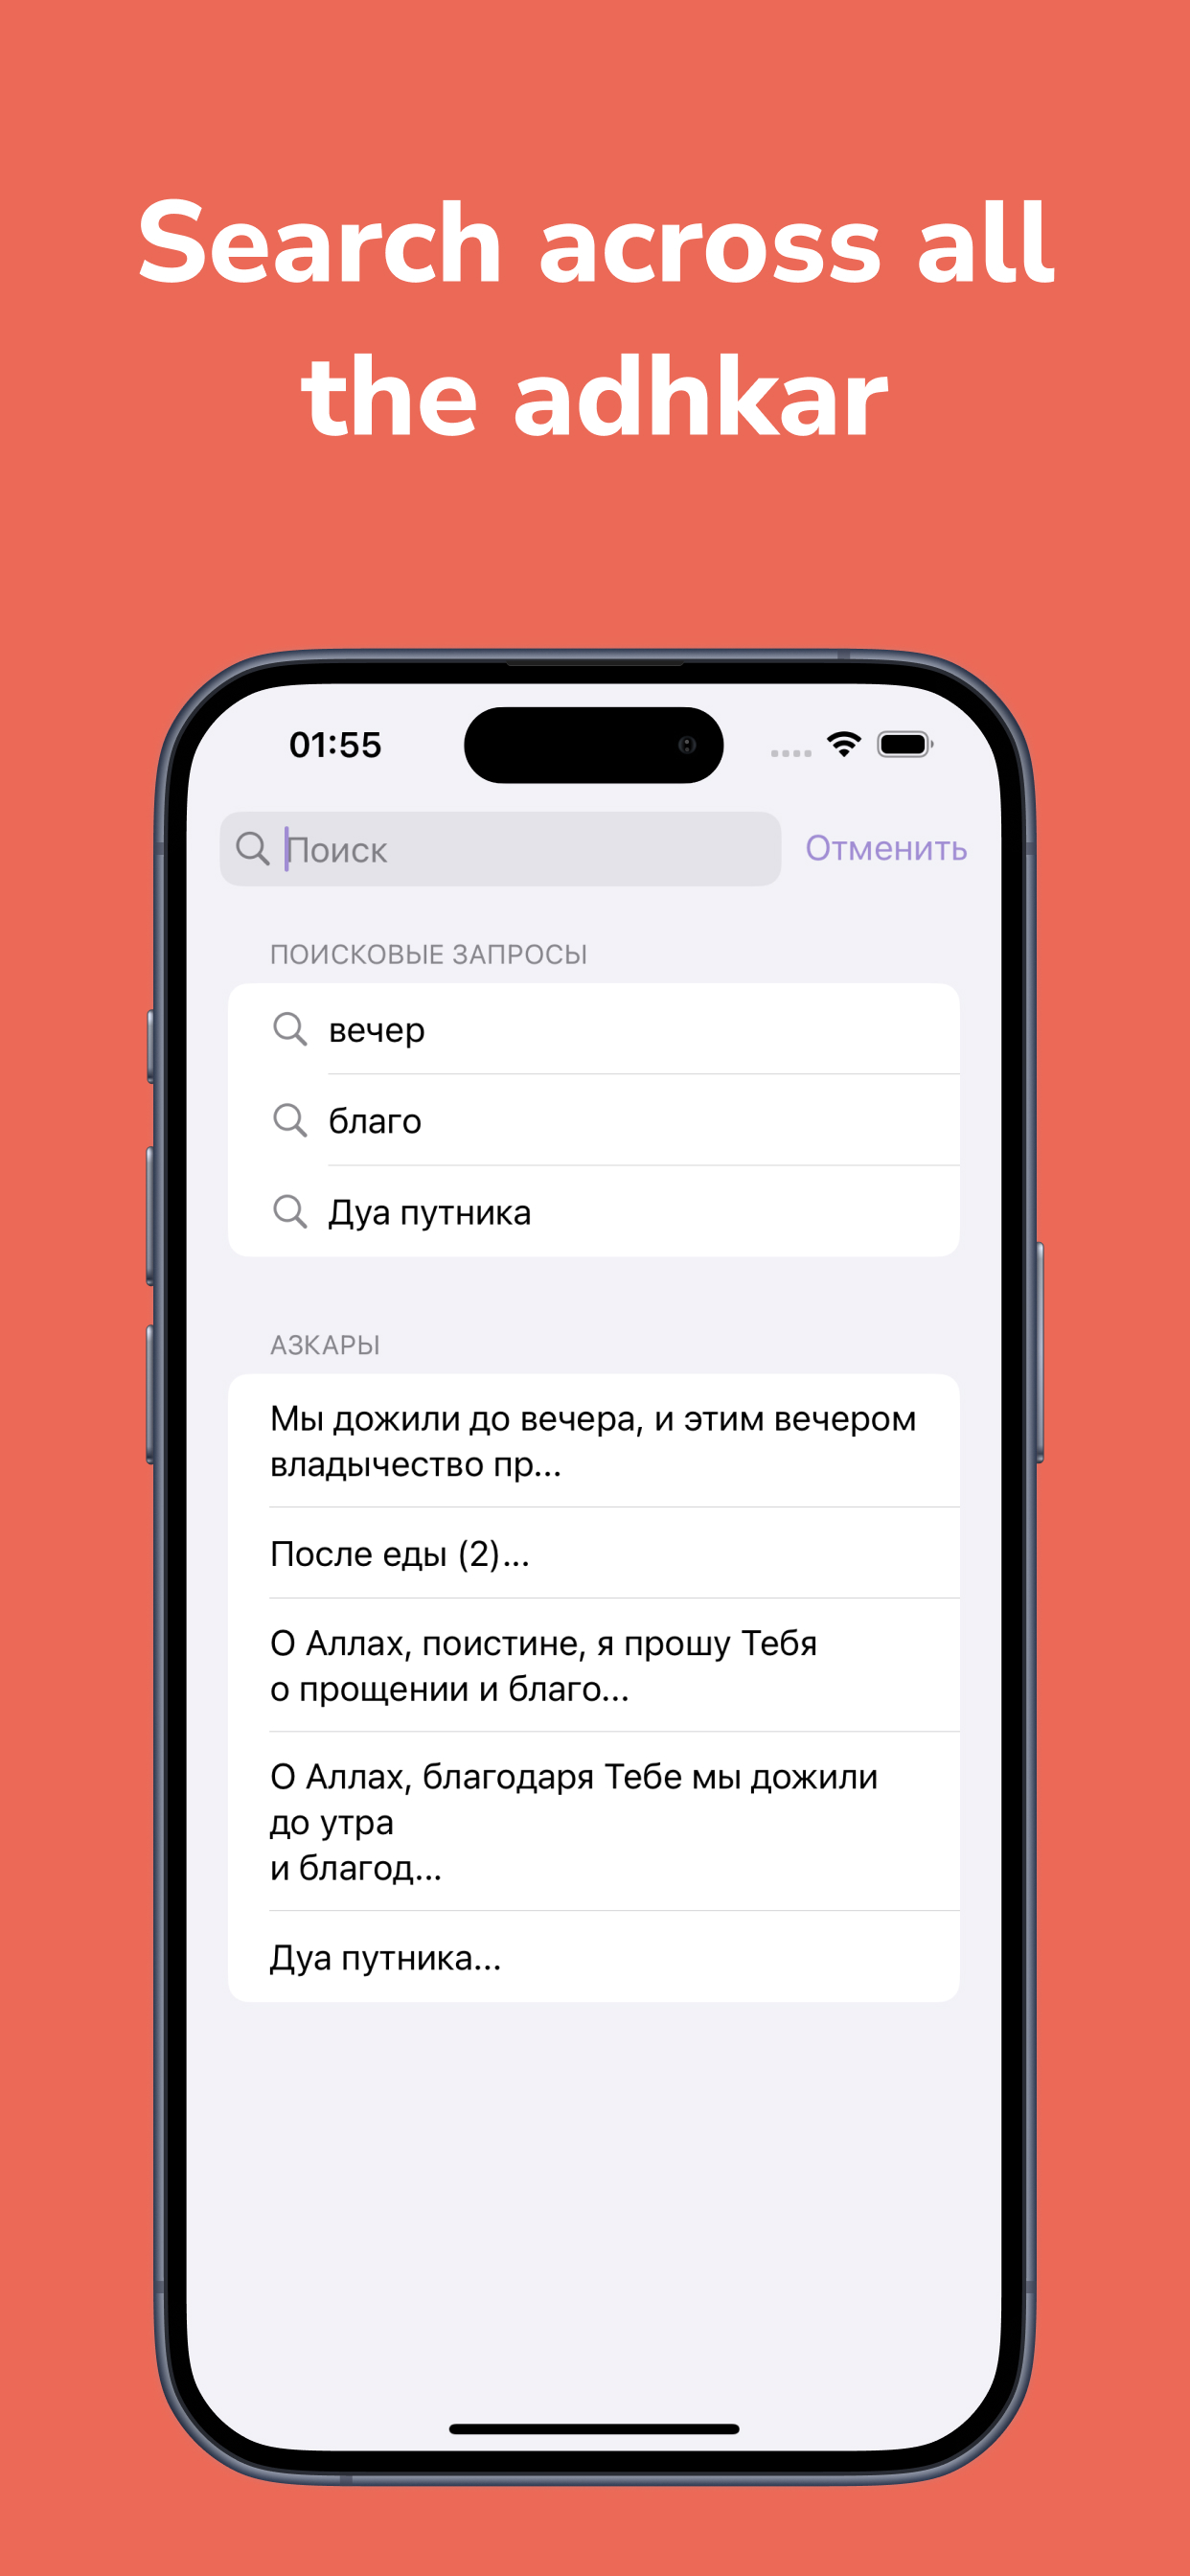 Search across all
the adhkar
01:55
Поиск
Отменить
ПОИСКОВЫЕ ЗАПРОСЫ
вечер
благо
Дуа путника
АЗКАРЫ
Мы дожили до вечера, и этим вечером
владычество пр...
После еды (2)...
О Аллах, поистине, я прошу Тебя
о прощении и благо...
О Аллах, благодаря Тебе мы дожили
до утра
и благод...
Дуа путника...